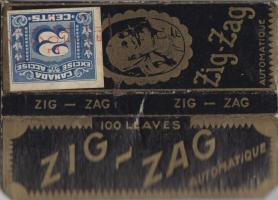 CANADA
EXCISE ACCISE
CENTS
Zig-Zag
AUTOMATIQUE
ZIG - ZAG ZIG - ZAG
100 LEAVES
ZIG-ZAG
AUTOMATIQUE